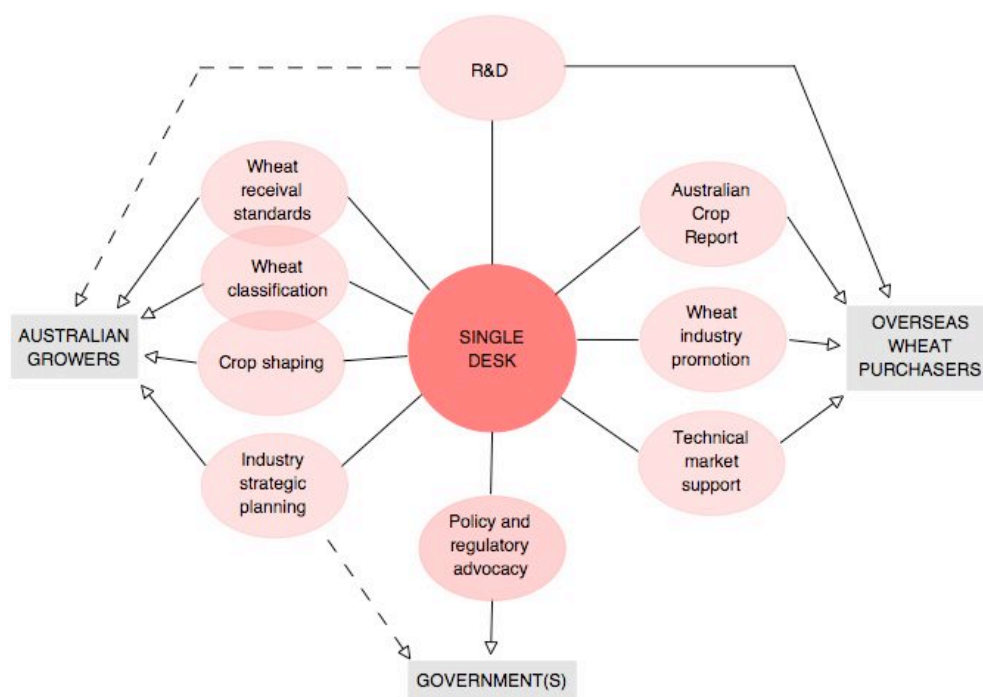 R&D
Wheat
receival
standards
Wheat
classification
Crop shaping
Industry
strategic
planning
AUSTRALIAN
GROWERS
SINGLE
DESK
Policy and
regulatory
advocacy
Australian
Crop
Report
Wheat
industry
promotion
Technical
market
support
OVERSEAS
WHEAT
PURCHASERS
GOVERNMENT(S)